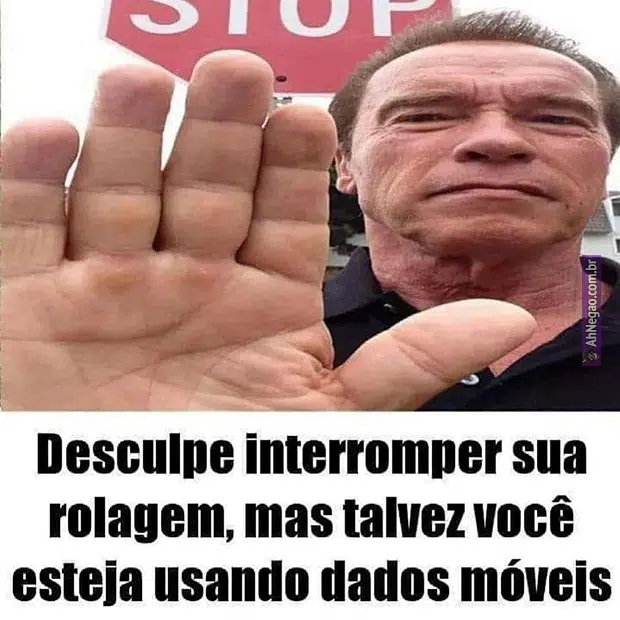 STOP
AhNegao.com.br
Desculpe interromper sua
rolagem, mas talvez você
esteja usando dados móveis